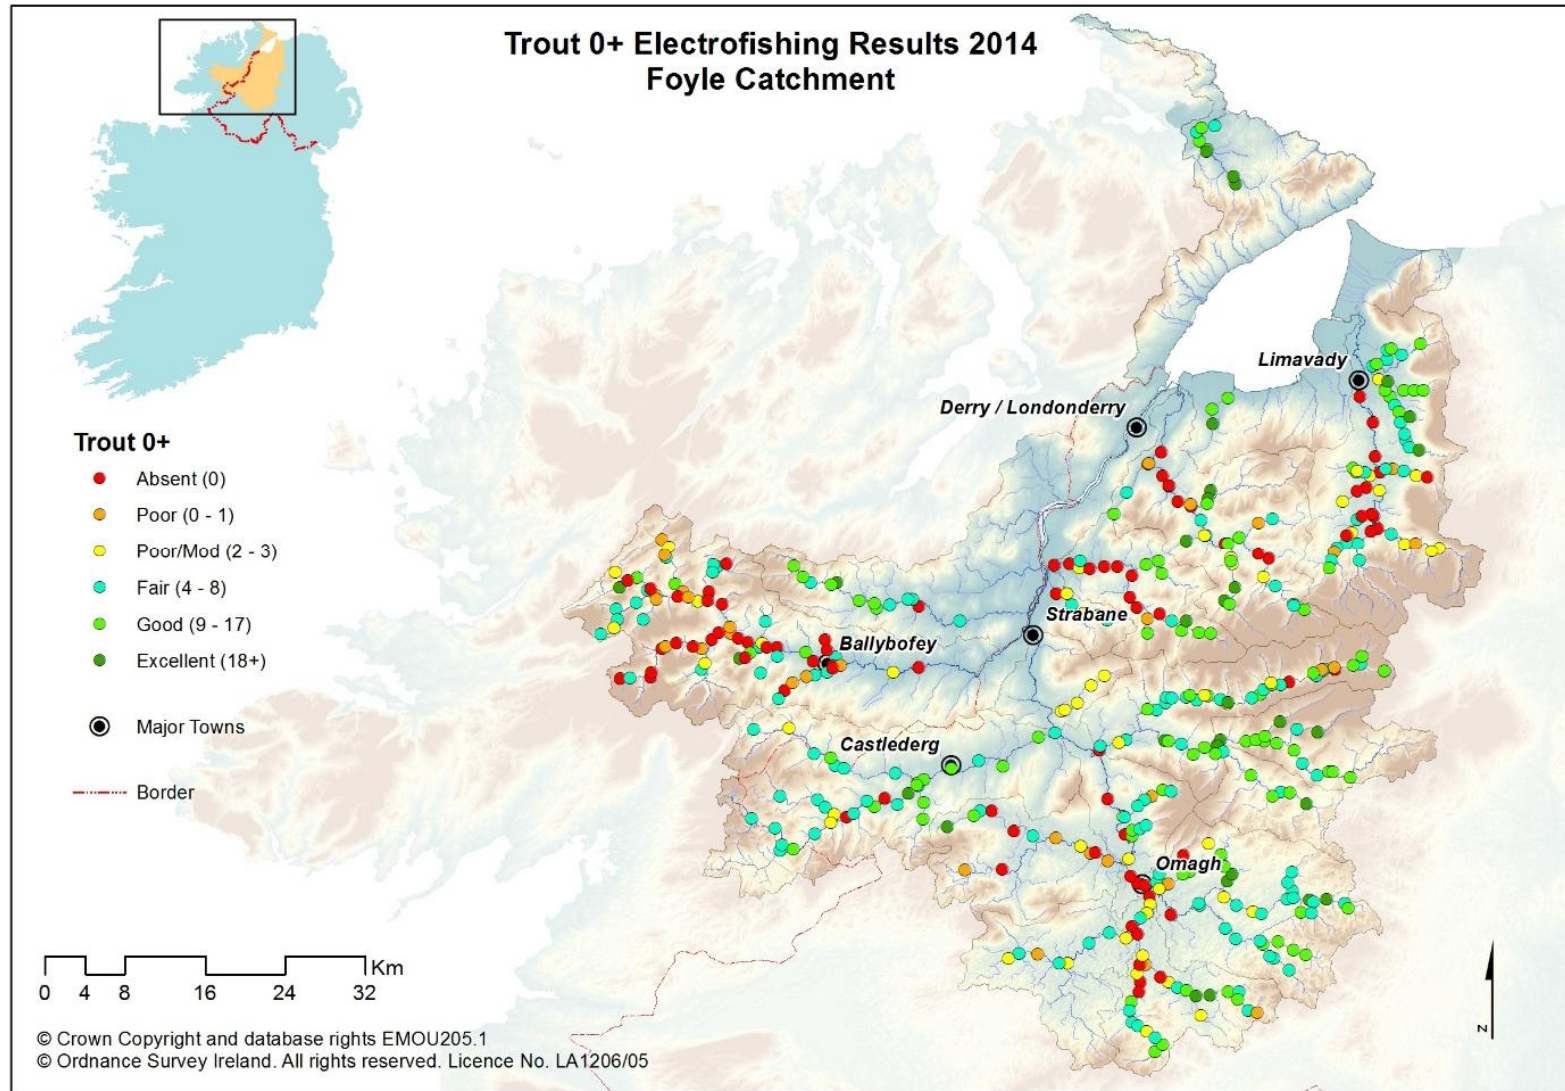 Trout 0+ Electrofishing Results 2014
Foyle Catchment
Limavady
Derry / Londonderry
Strabane
Ballybofey
Castlederg
Omagh
Trout 0+
Absent (0)
Poor (0 - 1)
Poor/Mod (2 - 3)
Fair (4 - 8)
Good (9 - 17)
Excellent (18+)
Major Towns
Border
Km
0 4 8 16 24 32
N
© Crown Copyright and database rights EMOU205.1
© Ordnance Survey Ireland. All rights reserved. Licence No. LA1206/05